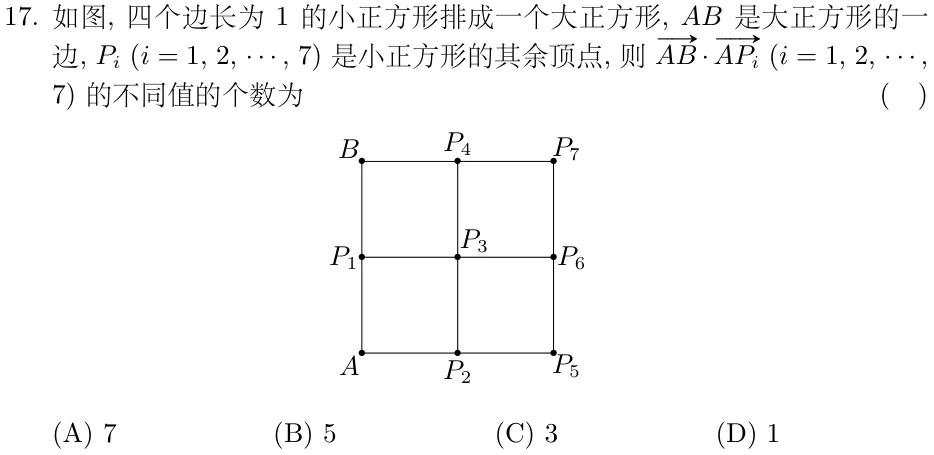 17. 如图, 四个边长为 1 的小正方形排成一个大正方形, AB 是大正方形的一
边, P_i (i = 1, 2, ⋯, 7) 是小正方形的其余顶点, 则 \overrightarrow{AB} · \overrightarrow{AP_i} (i = 1, 2, ⋯,
7) 的不同值的个数为 ( )
B P_4 P_7
P_1 P_3 P_6
A P_2 P_5
(A) 7 (B) 5 (C) 3 (D) 1